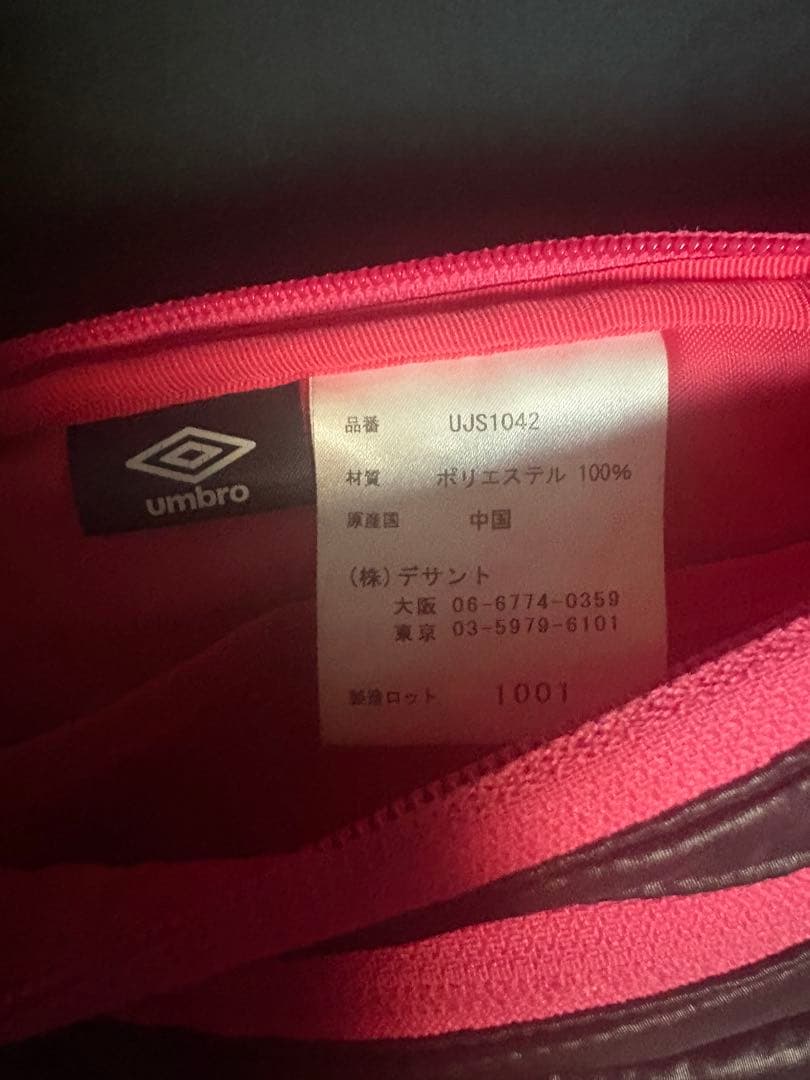 umbro
品番 UJS1042
材質 ポリエステル 100%
原産国 中国
(株)デサント
大阪 06-6774-0359
東京 03-5979-6101
製造ロット 1001